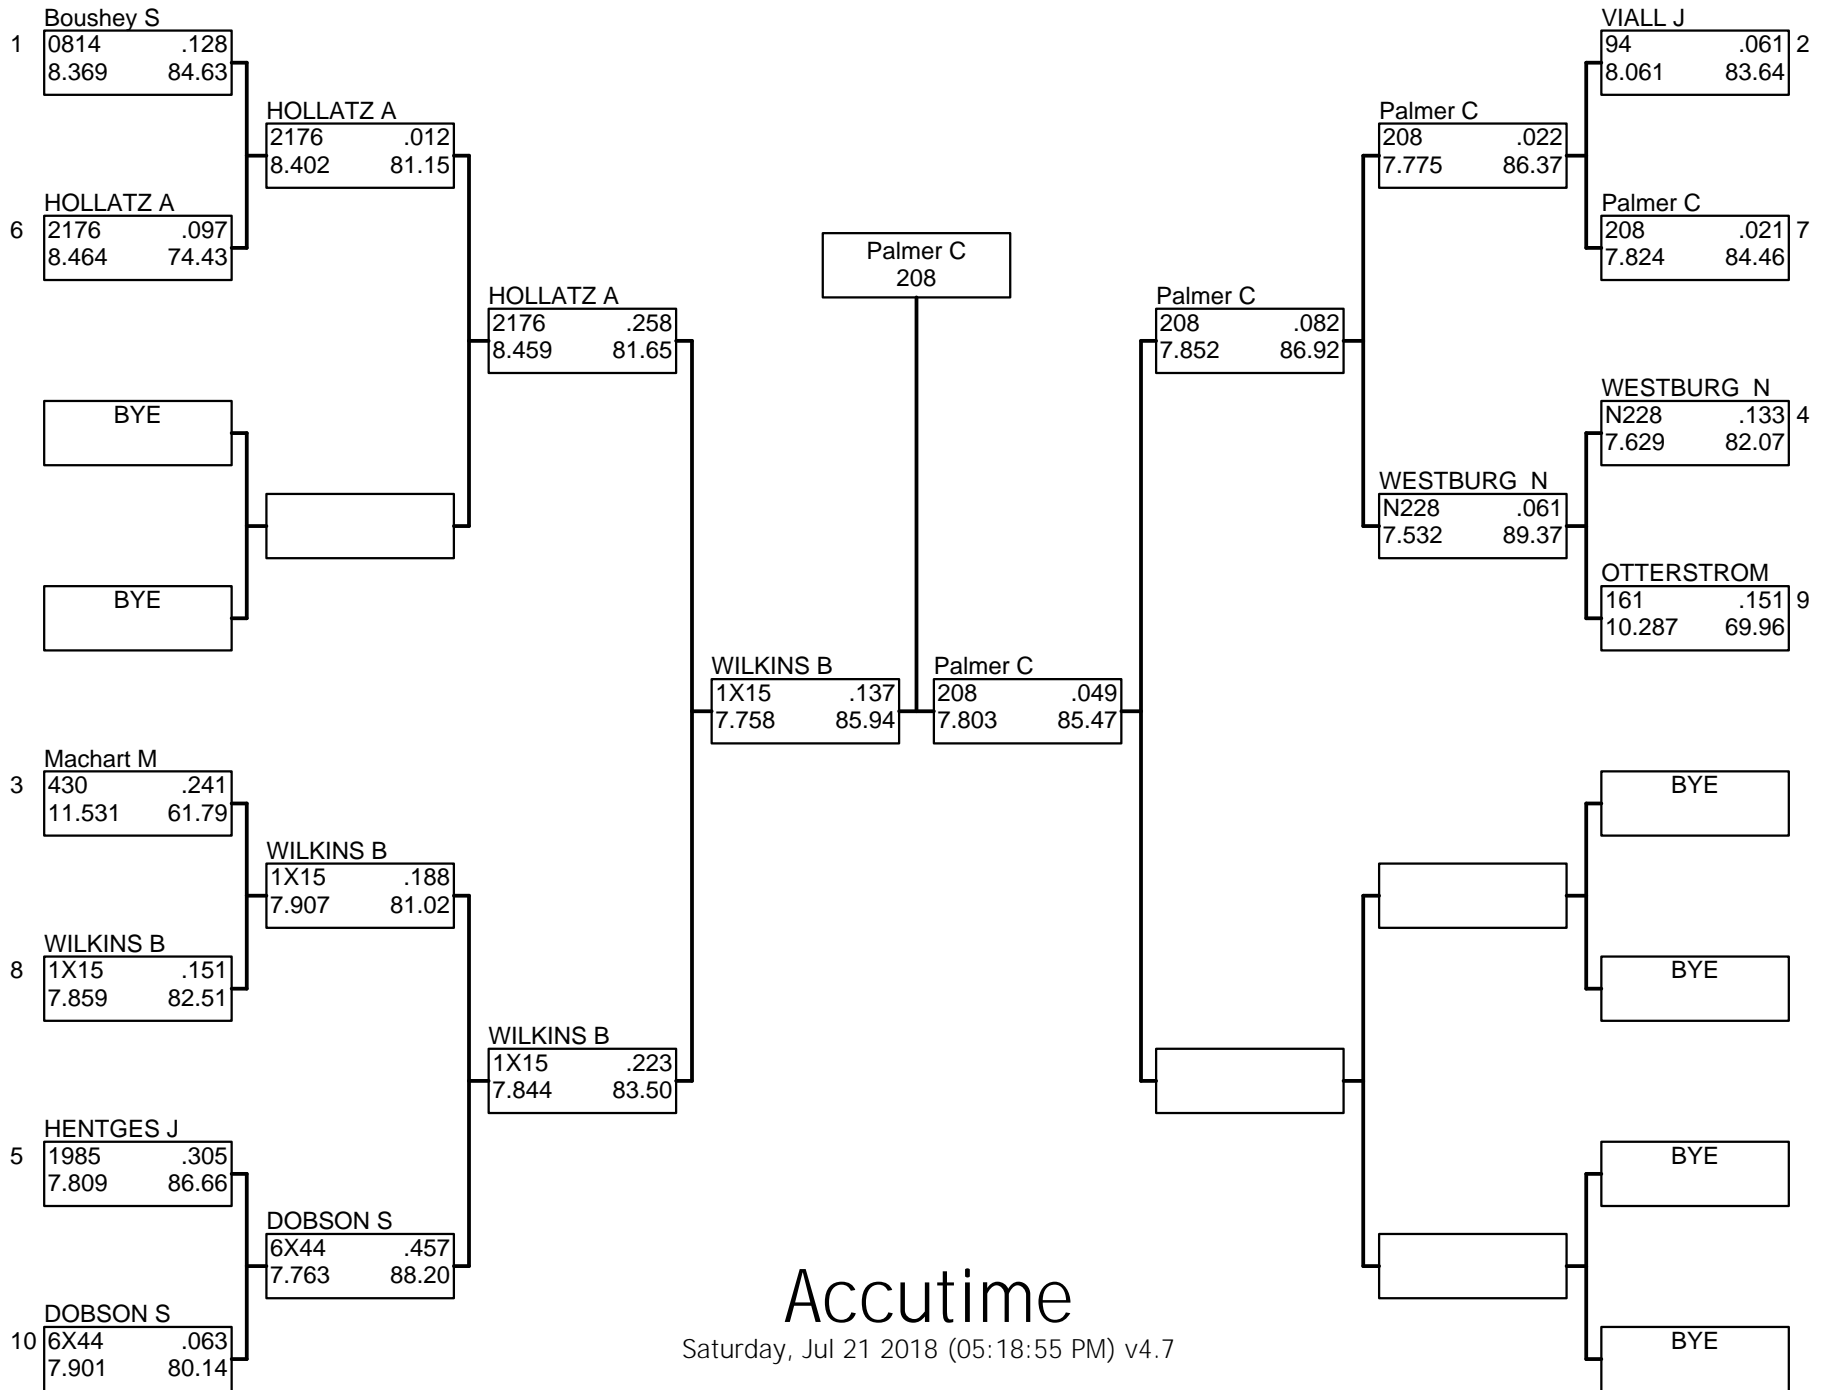 Boushey S
1 0814 .128
8.369 84.63
HOLLATZ A
6 2176 .097
8.464 74.43
BYE
BYE
Machart M
3 430 .241
11.531 61.79
WILKINS B
8 1X15 .151
7.859 82.51
HENTGES J
5 1985 .305
7.809 86.66
DOBSON S
10 6X44 .063
7.901 80.14
HOLLATZ A
2176 .012
8.402 81.15
WILKINS B
1X15 .188
7.907 81.02
DOBSON S
6X44 .457
7.763 88.20
HOLLATZ A
2176 .258
8.459 81.65
WILKINS B
1X15 .223
7.844 83.50
WILKINS B
1X15 .137
7.758 85.94
Palmer C
208
Palmer C
208 .049
7.803 85.47
Palmer C
208 .082
7.852 86.92
Palmer C
208 .022
7.775 86.37
WESTBURG N
N228 .061
7.532 89.37
VIALL J
94 .061 2
8.061 83.64
Palmer C
208 .021 7
7.824 84.46
WESTBURG N
N228 .133 4
7.629 82.07
OTTERSTROM
161 .151 9
10.287 69.96
BYE
BYE
BYE
BYE
Accutime
Saturday, Jul 21 2018 (05:18:55 PM) v4.7